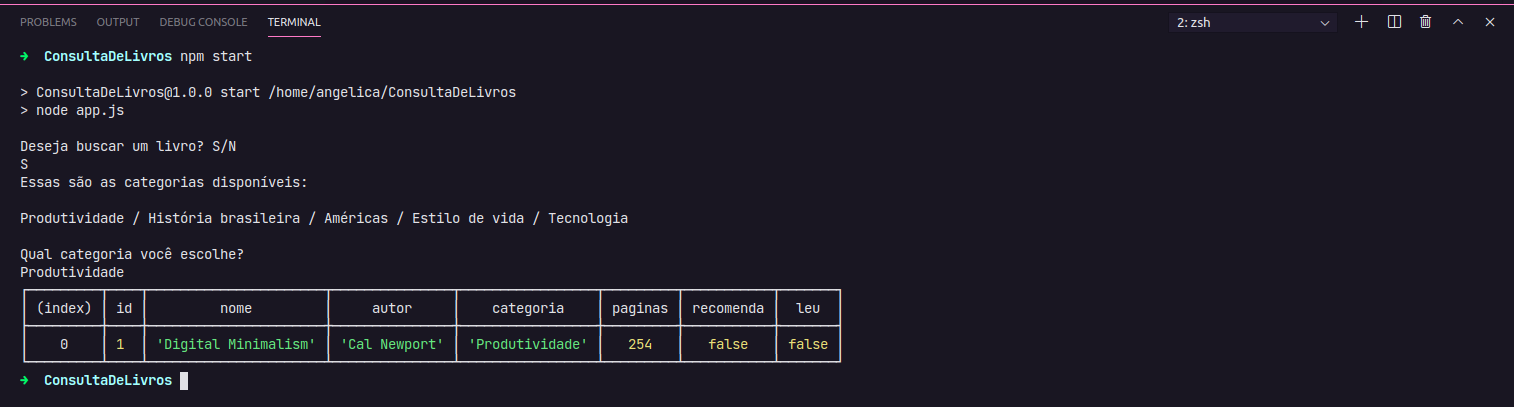 PROBLEMS OUTPUT DEBUG CONSOLE TERMINAL 2: zsh
➜ ConsultaDeLivros npm start
> ConsultaDeLivros@1.0.0 start /home/angelica/ConsultaDeLivros
> node app.js
Deseja buscar um livro? S/N
S
Essas são as categorias disponíveis:
Produtividade / História brasileira / Américas / Estilo de vida / Tecnologia
Qual categoria você escolhe?
Produtividade
(index) id nome autor categoria paginas recomenda leu
0 1 'Digital Minimalism' 'Cal Newport' 'Produtividade' 254 false false
➜ ConsultaDeLivros